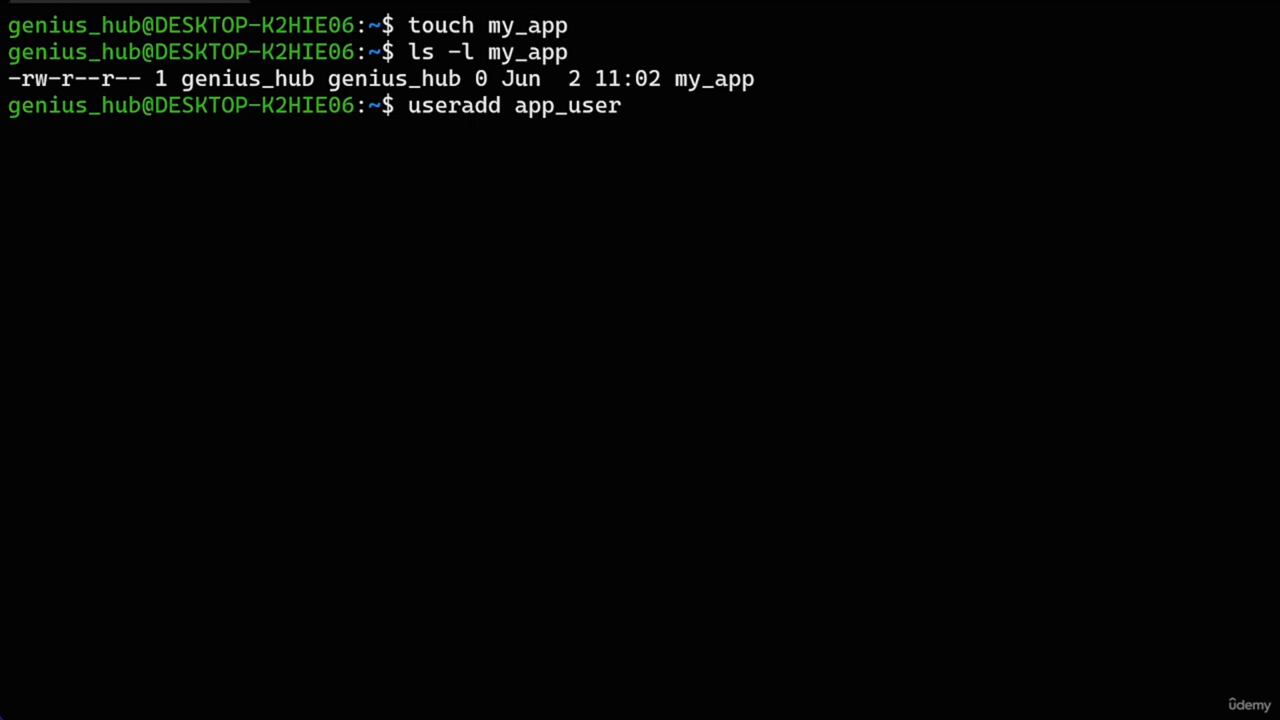 genius_hub@DESKTOP-K2HIE06:~$ touch my_app
genius_hub@DESKTOP-K2HIE06:~$ ls -l my_app
-rw-r--r-- 1 genius_hub genius_hub 0 Jun  2 11:02 my_app
genius_hub@DESKTOP-K2HIE06:~$ useradd app_user
ûdemy